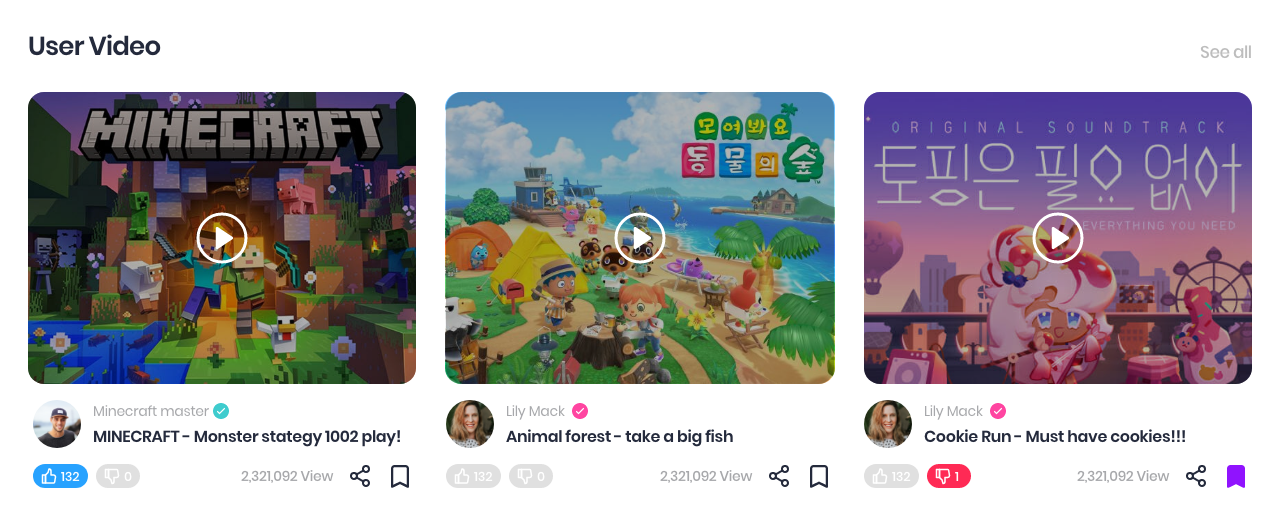 User Video
See all
MINECRAFT
모여봐요
동물의숲
ORIGINAL SOUNDTRACK
토핑은 필요 없어
EVERYTHING YOU NEED
Minecraft master
MINECRAFT - Monster stategy 1002 play!
132 0 2,321,092 View
Lily Mack
Animal forest - take a big fish
132 0 2,321,092 View
Lily Mack
Cookie Run - Must have cookies!!!
132 1 2,321,092 View